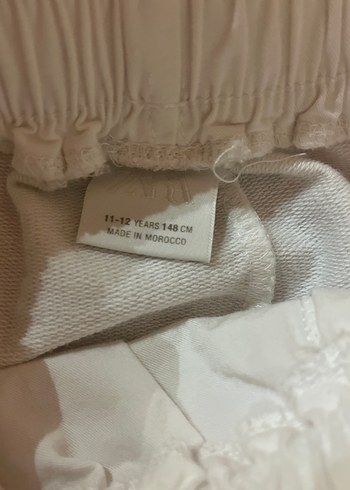 11-12 YEARS 148 CM
MADE IN MOROCCO